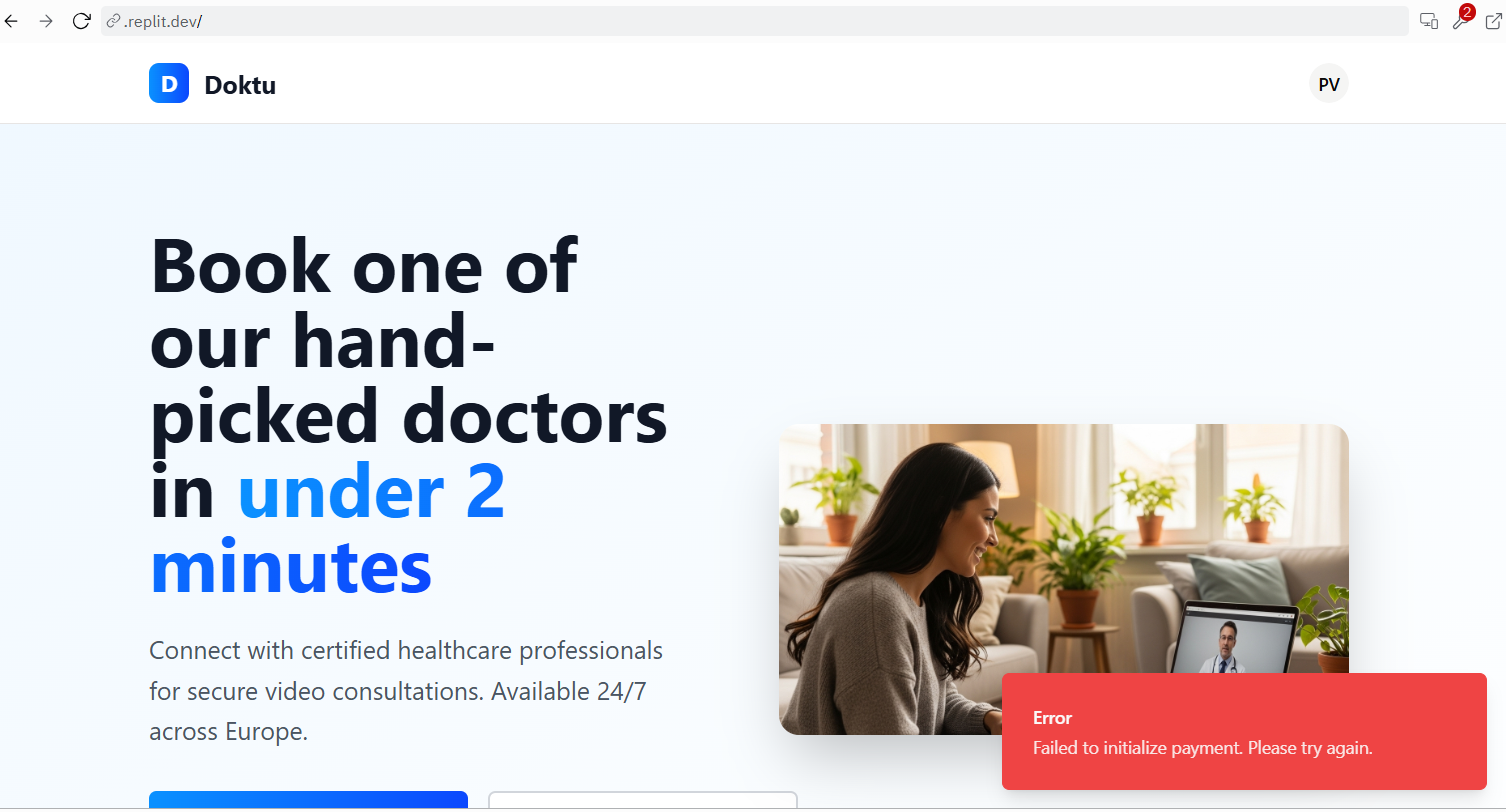 .replit.dev/
2
D
Doktu
PV
Book one of
our hand-
picked doctors
in under 2
minutes
Connect with certified healthcare professionals
for secure video consultations. Available 24/7
across Europe.
Error
Failed to initialize payment. Please try again.